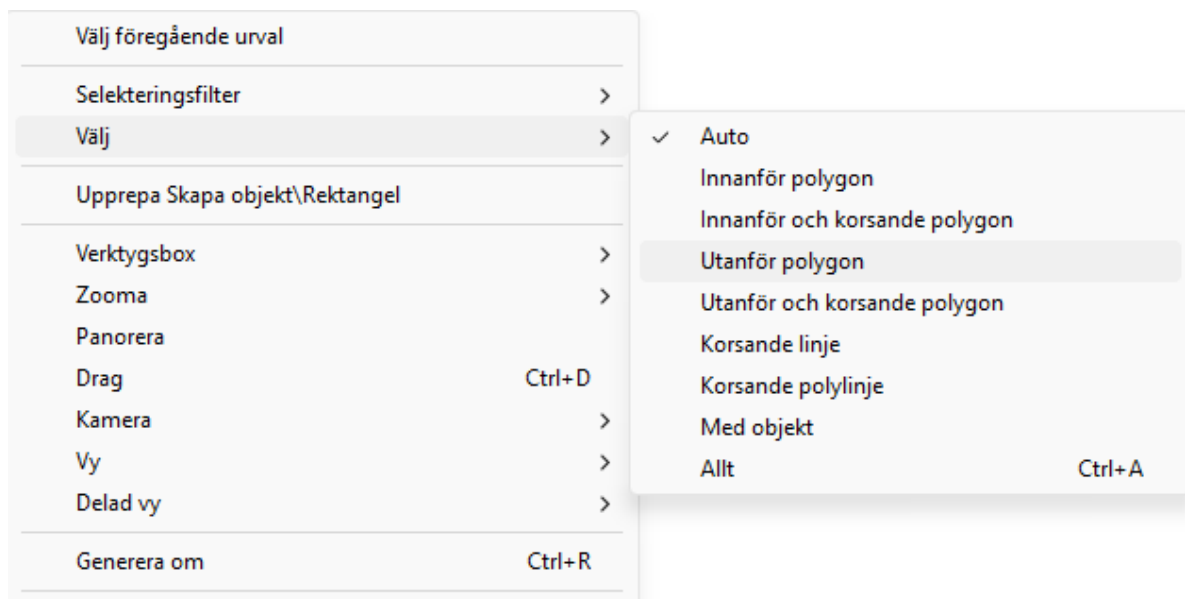 Välj föregående urval
Selekteringsfilter
Välj
Upprepa Skapa objekt\Rektangel
Verktygsbox
Zooma
Panorera
Drag Ctrl+D
Kamera
Vy
Delad vy
Generera om Ctrl+R
Auto
Innanför polygon
Innanför och korsande polygon
Utanför polygon
Utanför och korsande polygon
Korsande linje
Korsande polylinje
Med objekt
Allt Ctrl+A